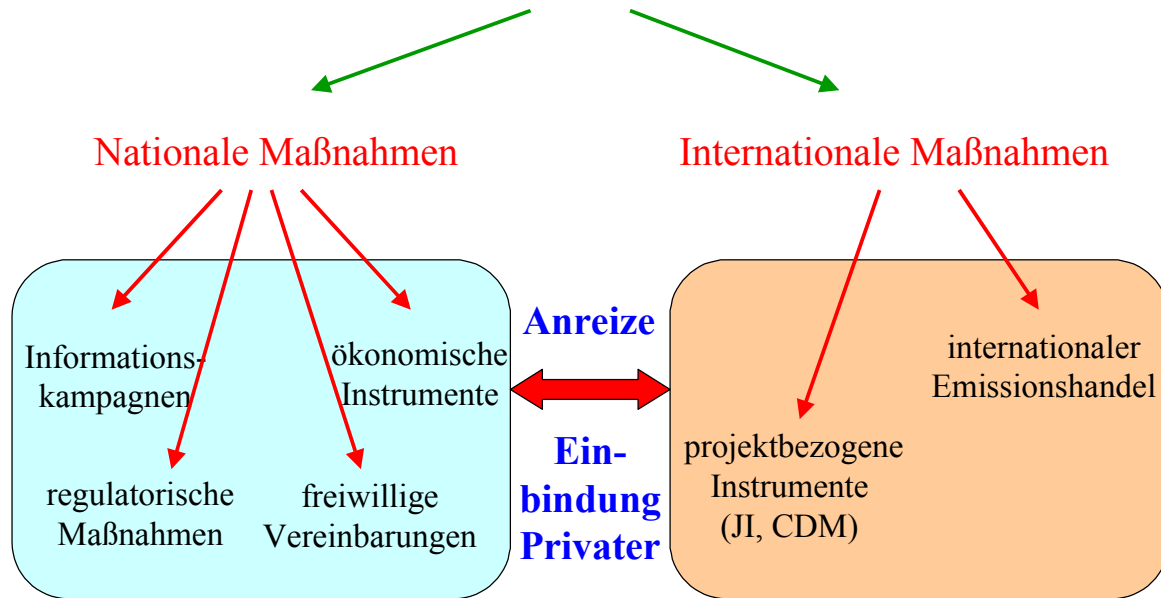 Nationale Maßnahmen
Internationale Maßnahmen
Informations-
kampagnen
ökonomische
Instrumente
regulatorische
Maßnahmen
freiwillige
Vereinbarungen
Anreize
Ein-
bindung
Privater
internationaler
Emissionshandel
projektbezogene
Instrumente
(JI, CDM)